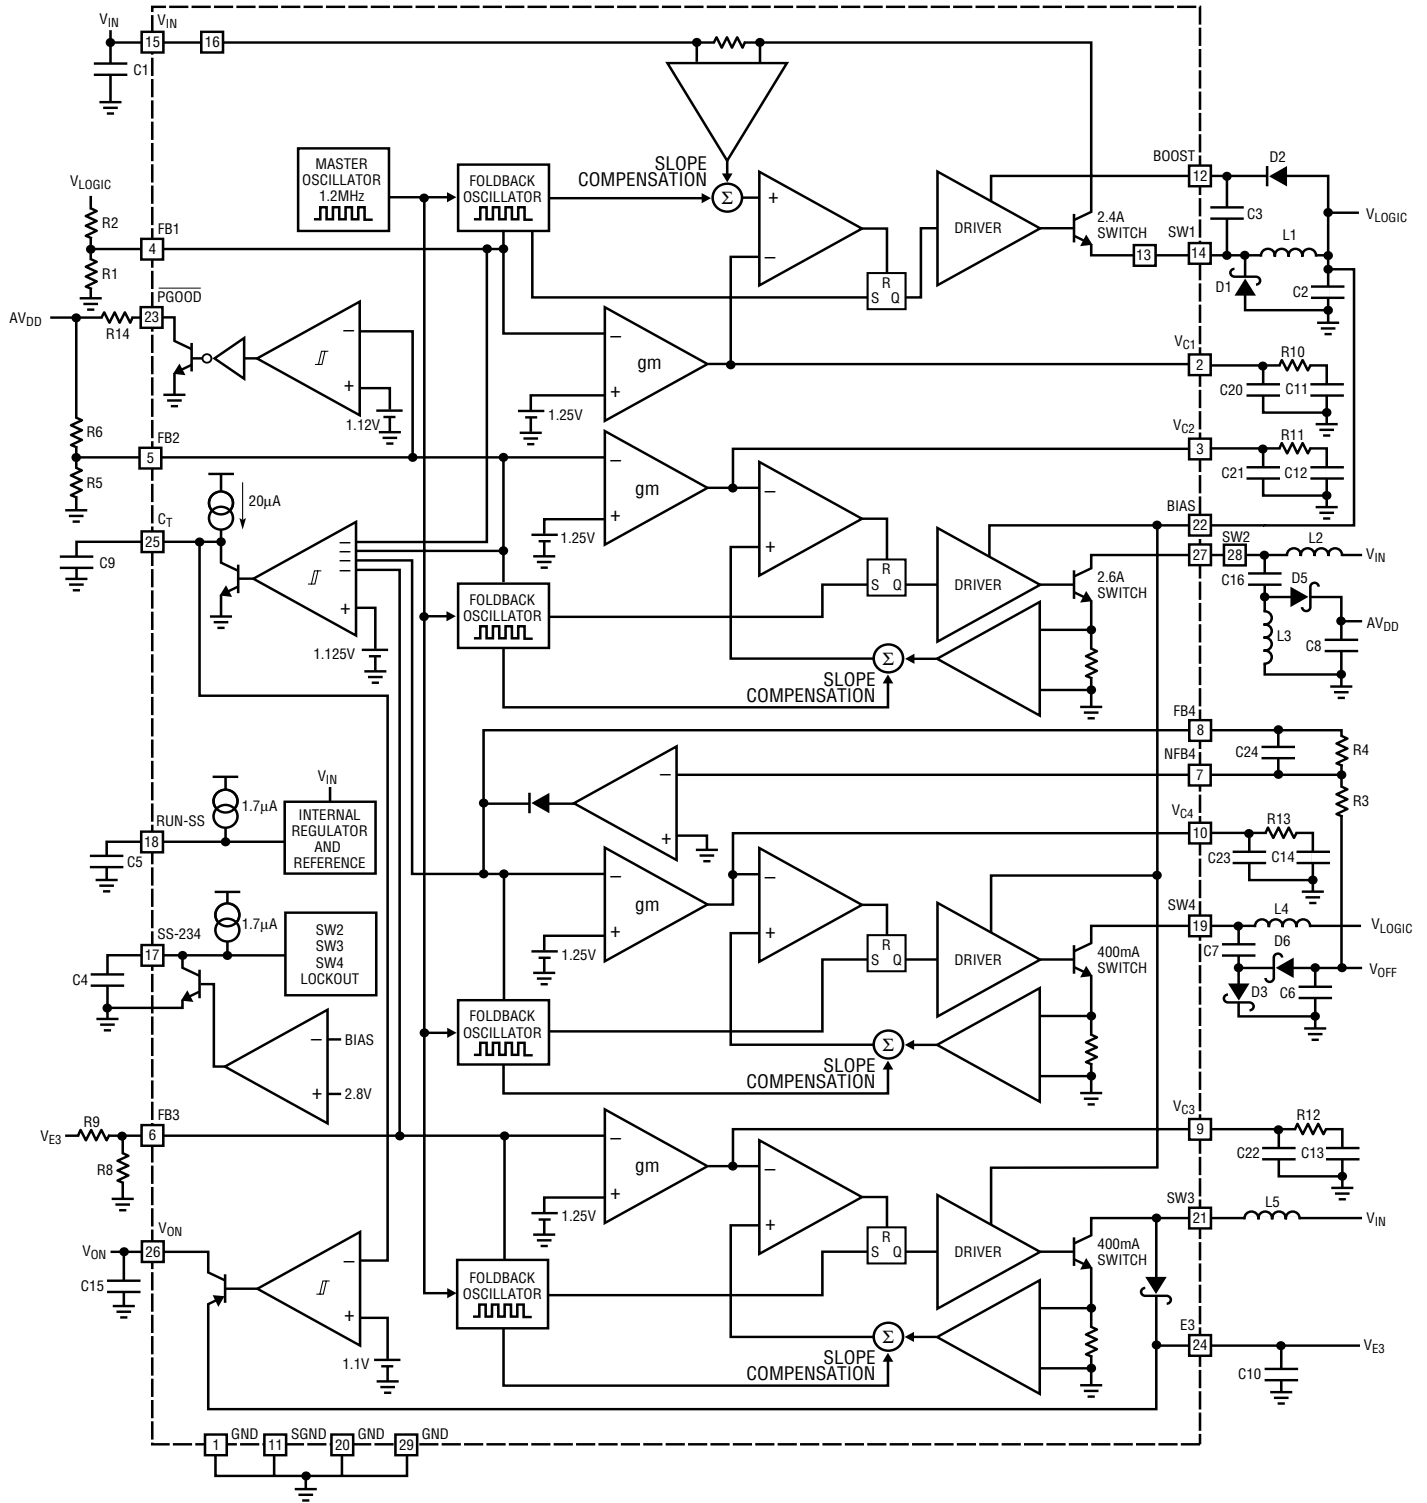 VIN
VIN
15
16
C1
MASTER
OSCILLATOR
1.2MHz
FOLDBACK
OSCILLATOR
SLOPE
COMPENSATION
Σ
+
–
DRIVER
R
S Q
2.4A
SWITCH
BOOST
12
D2
C3
VLOGIC
SW1
13
14
L1
D1
C2
VLOGIC
R2
FB1
4
R1
PGOOD
AVDD
R14
23
–
+
1.12V
–
gm
+
1.25V
VC1
2
R10
C20
C11
R6
FB2
5
R5
–
gm
+
1.25V
VC2
3
R11
C21
C12
20µA
CT
25
C9
–
–
–
–
+
1.125V
FOLDBACK
OSCILLATOR
–
+
R
S Q
DRIVER
2.6A
SWITCH
Σ
SLOPE
COMPENSATION
BIAS
22
27
SW2
28
L2
VIN
C16
D5
L3
AVDD
C8
FB4
8
NFB4
7
C24
R4
R3
–
+
1.7µA
VIN
RUN-SS
18
C5
INTERNAL
REGULATOR
AND
REFERENCE
VC4
10
R13
C23
C14
–
gm
+
1.25V
–
+
R
S Q
DRIVER
400mA
SWITCH
SW4
19
L4
VLOGIC
C7
D6
VOFF
D3
C6
1.7µA
SS-234
17
C4
SW2
SW3
SW4
LOCKOUT
FOLDBACK
OSCILLATOR
Σ
SLOPE
COMPENSATION
–
BIAS
+
2.8V
VE3
R9
FB3
6
R8
–
gm
+
1.25V
VC3
9
R12
C22
C13
–
+
R
S Q
DRIVER
400mA
SWITCH
SW3
21
L5
VIN
VON
VON
26
C15
–
+
1.1V
FOLDBACK
OSCILLATOR
Σ
SLOPE
COMPENSATION
E3
24
VE3
C10
1
GND
11
SGND
20
GND
29
GND